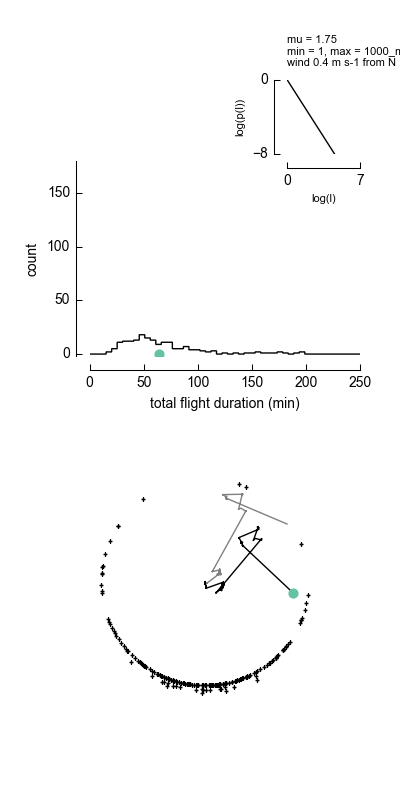 mu = 1.75
min = 1, max = 1000_m
wind 0.4 m s-1 from N
0
log(p(l))
−8
0 7
log(l)
150
100
count
50
0
0 50 100 150 200 250
total flight duration (min)